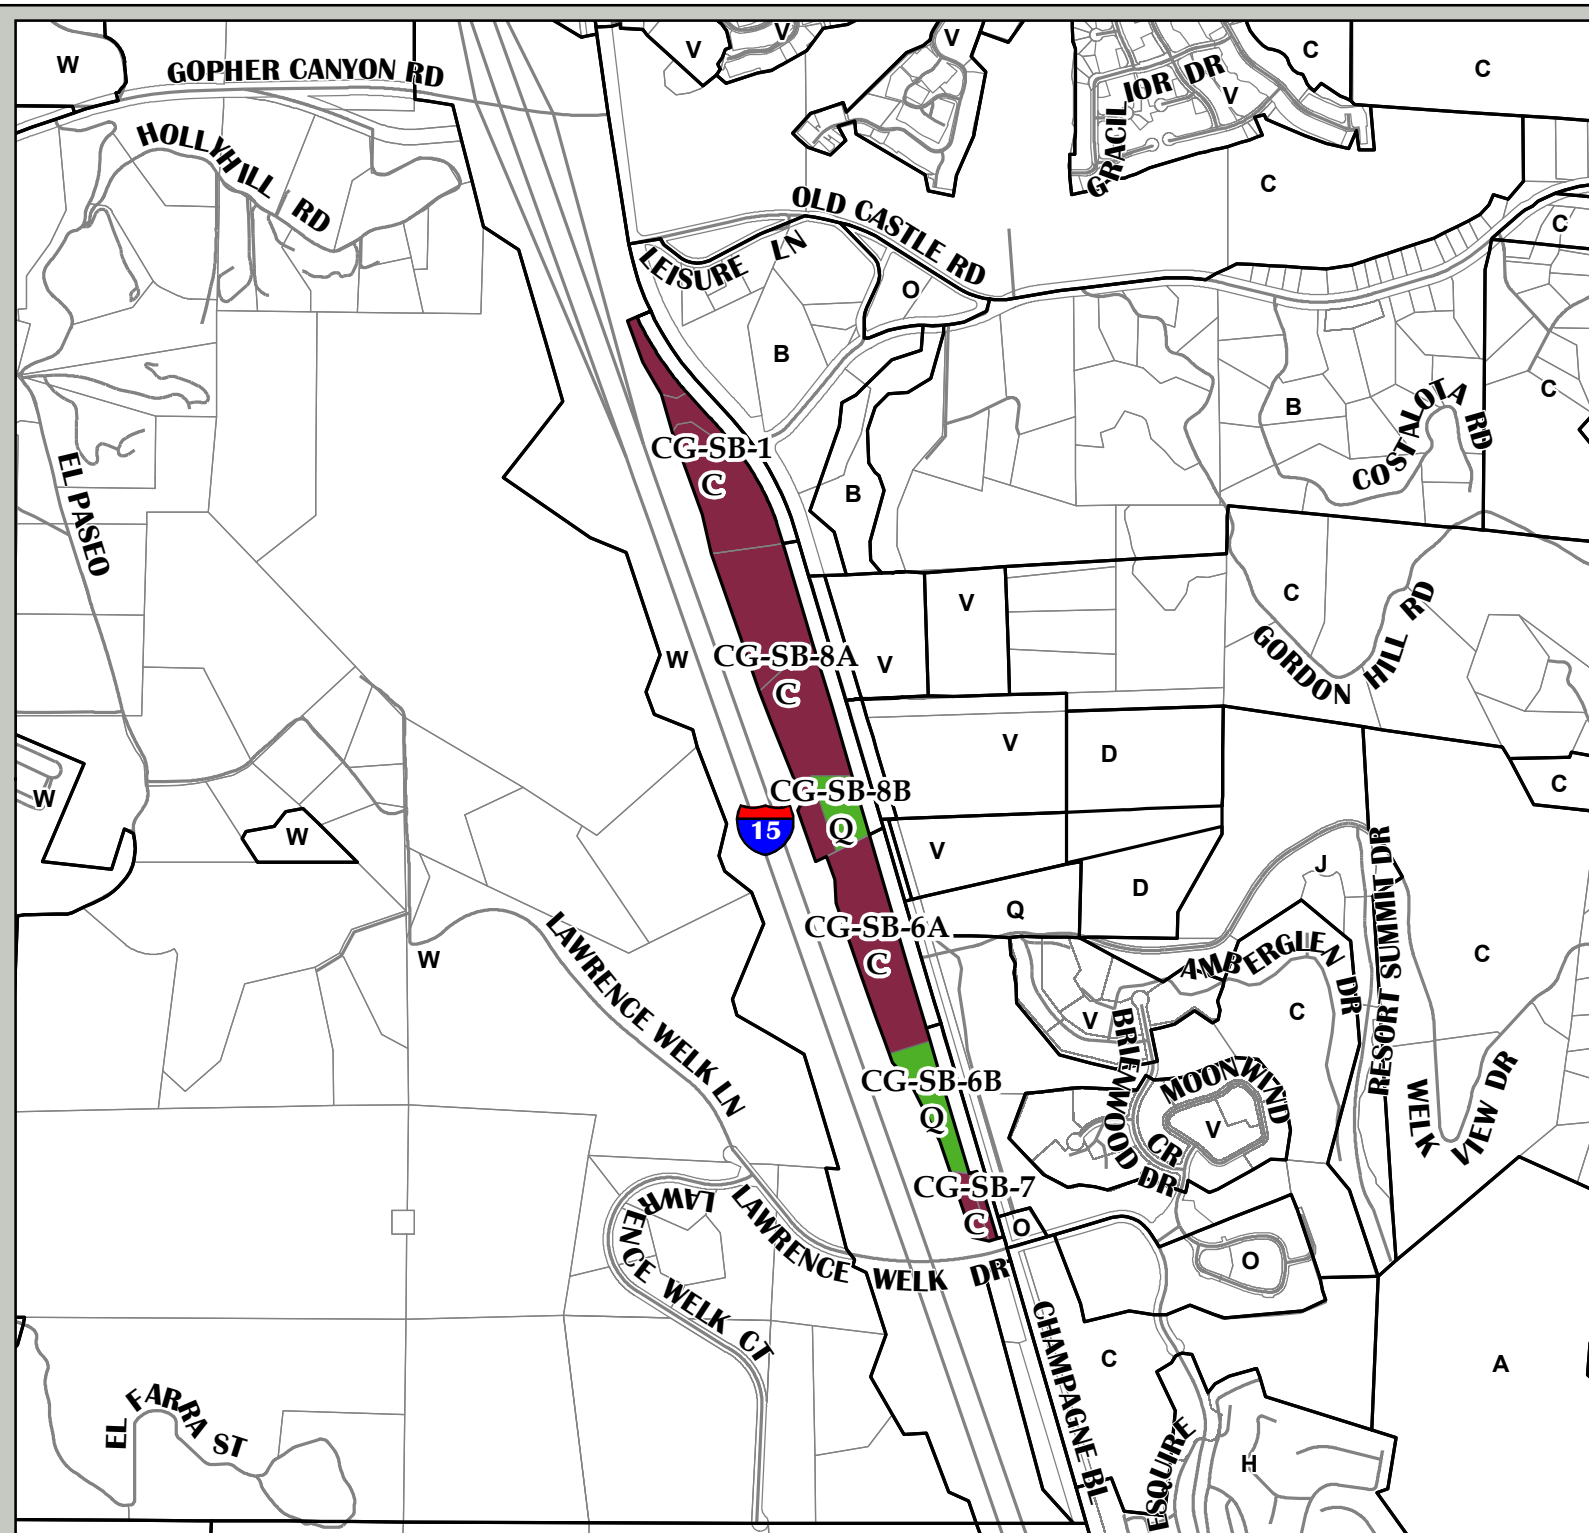 V
V
V
C
C
W
GOPHER CANYON RD
GRACILIOR DR
V
HOLLYHILL RD
C
OLD CASTLE RD
C
LEISURE LN
O
B
C
B
COSTALOTA RD
CG-SB-1
C
B
EL PASEO
C
V
GORDON HILL RD
W
CG-SB-8A
C
V
V
D
C
W
CG-SB-8B
Q
15
W
V
J
D
Q
RESORT SUMMIT DR
CG-SB-6A
C
W
LAWRENCE WELK LN
C
AMBERGLEN DR
C
V
BRIEWOOD DR
CG-SB-6B
Q
MOONWIND CR
V
WELK VIEW DR
CG-SB-7
C
O
LAWRENCE WELK CT
LAWRENCE WELK DR
O
CHAMPAGNE BL
C
A
EL FARRA ST
ESQUIRE
H